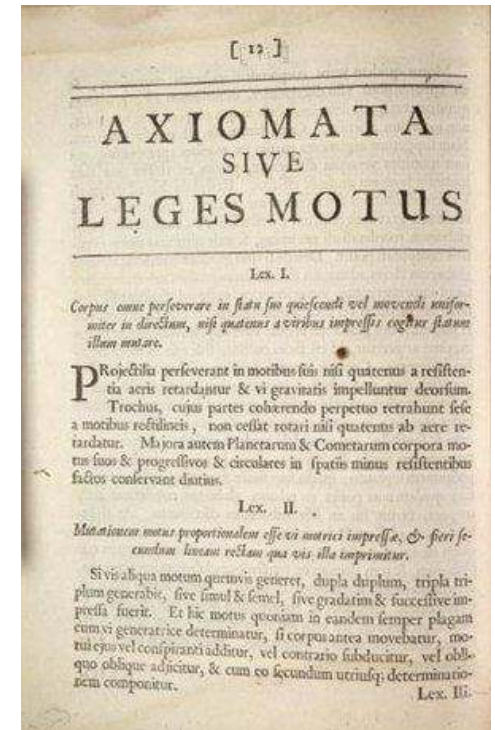 [ 12 ]
AXIOMATA
SIVE
LEGES MOTUS
Lex. I.
Corpus omne perseverare in statu suo quiescendi vel movendi unifor-
miter in directum, nisi quatenus a viribus impressis cogitur statum
illum mutare.
PRojectilia perseverant in motibus suis nisi quatenus a resisten-
tia aeris retardantur & vi gravitatis impelluntur deorsum.
Trochus, cujus partes cohærendo perpetuo retrahunt sese
a motibus rectilineis, non cessat rotari nisi quatenus ab aere re-
tardatur. Majora autem Planetarum & Cometarum corpora mo-
tus suos & progressivos & circulares in spatiis minus resistentibus
factos conservant diutius.
Lex. II.
Mutationem motus proportionalem esse vi motrici impressæ, & fieri se-
cundum lineam rectam qua vis illa imprimitur.
Si vis aliqua motum quemvis generet, dupla duplum, tripla tri-
plum generabit, sive simul & semel, sive gradatim & successive im-
pressa fuerit. Et hic motus quoniam in eandem semper plagam
cum vi generatrice determinatur, si corpus antea movebatur, mo-
tui ejus vel conspiranti additur, vel contrario subducitur, vel obli-
quo oblique adjicitur, & cum eo secundum utriusq; determinatio-
nem componitur.
Lex. III.